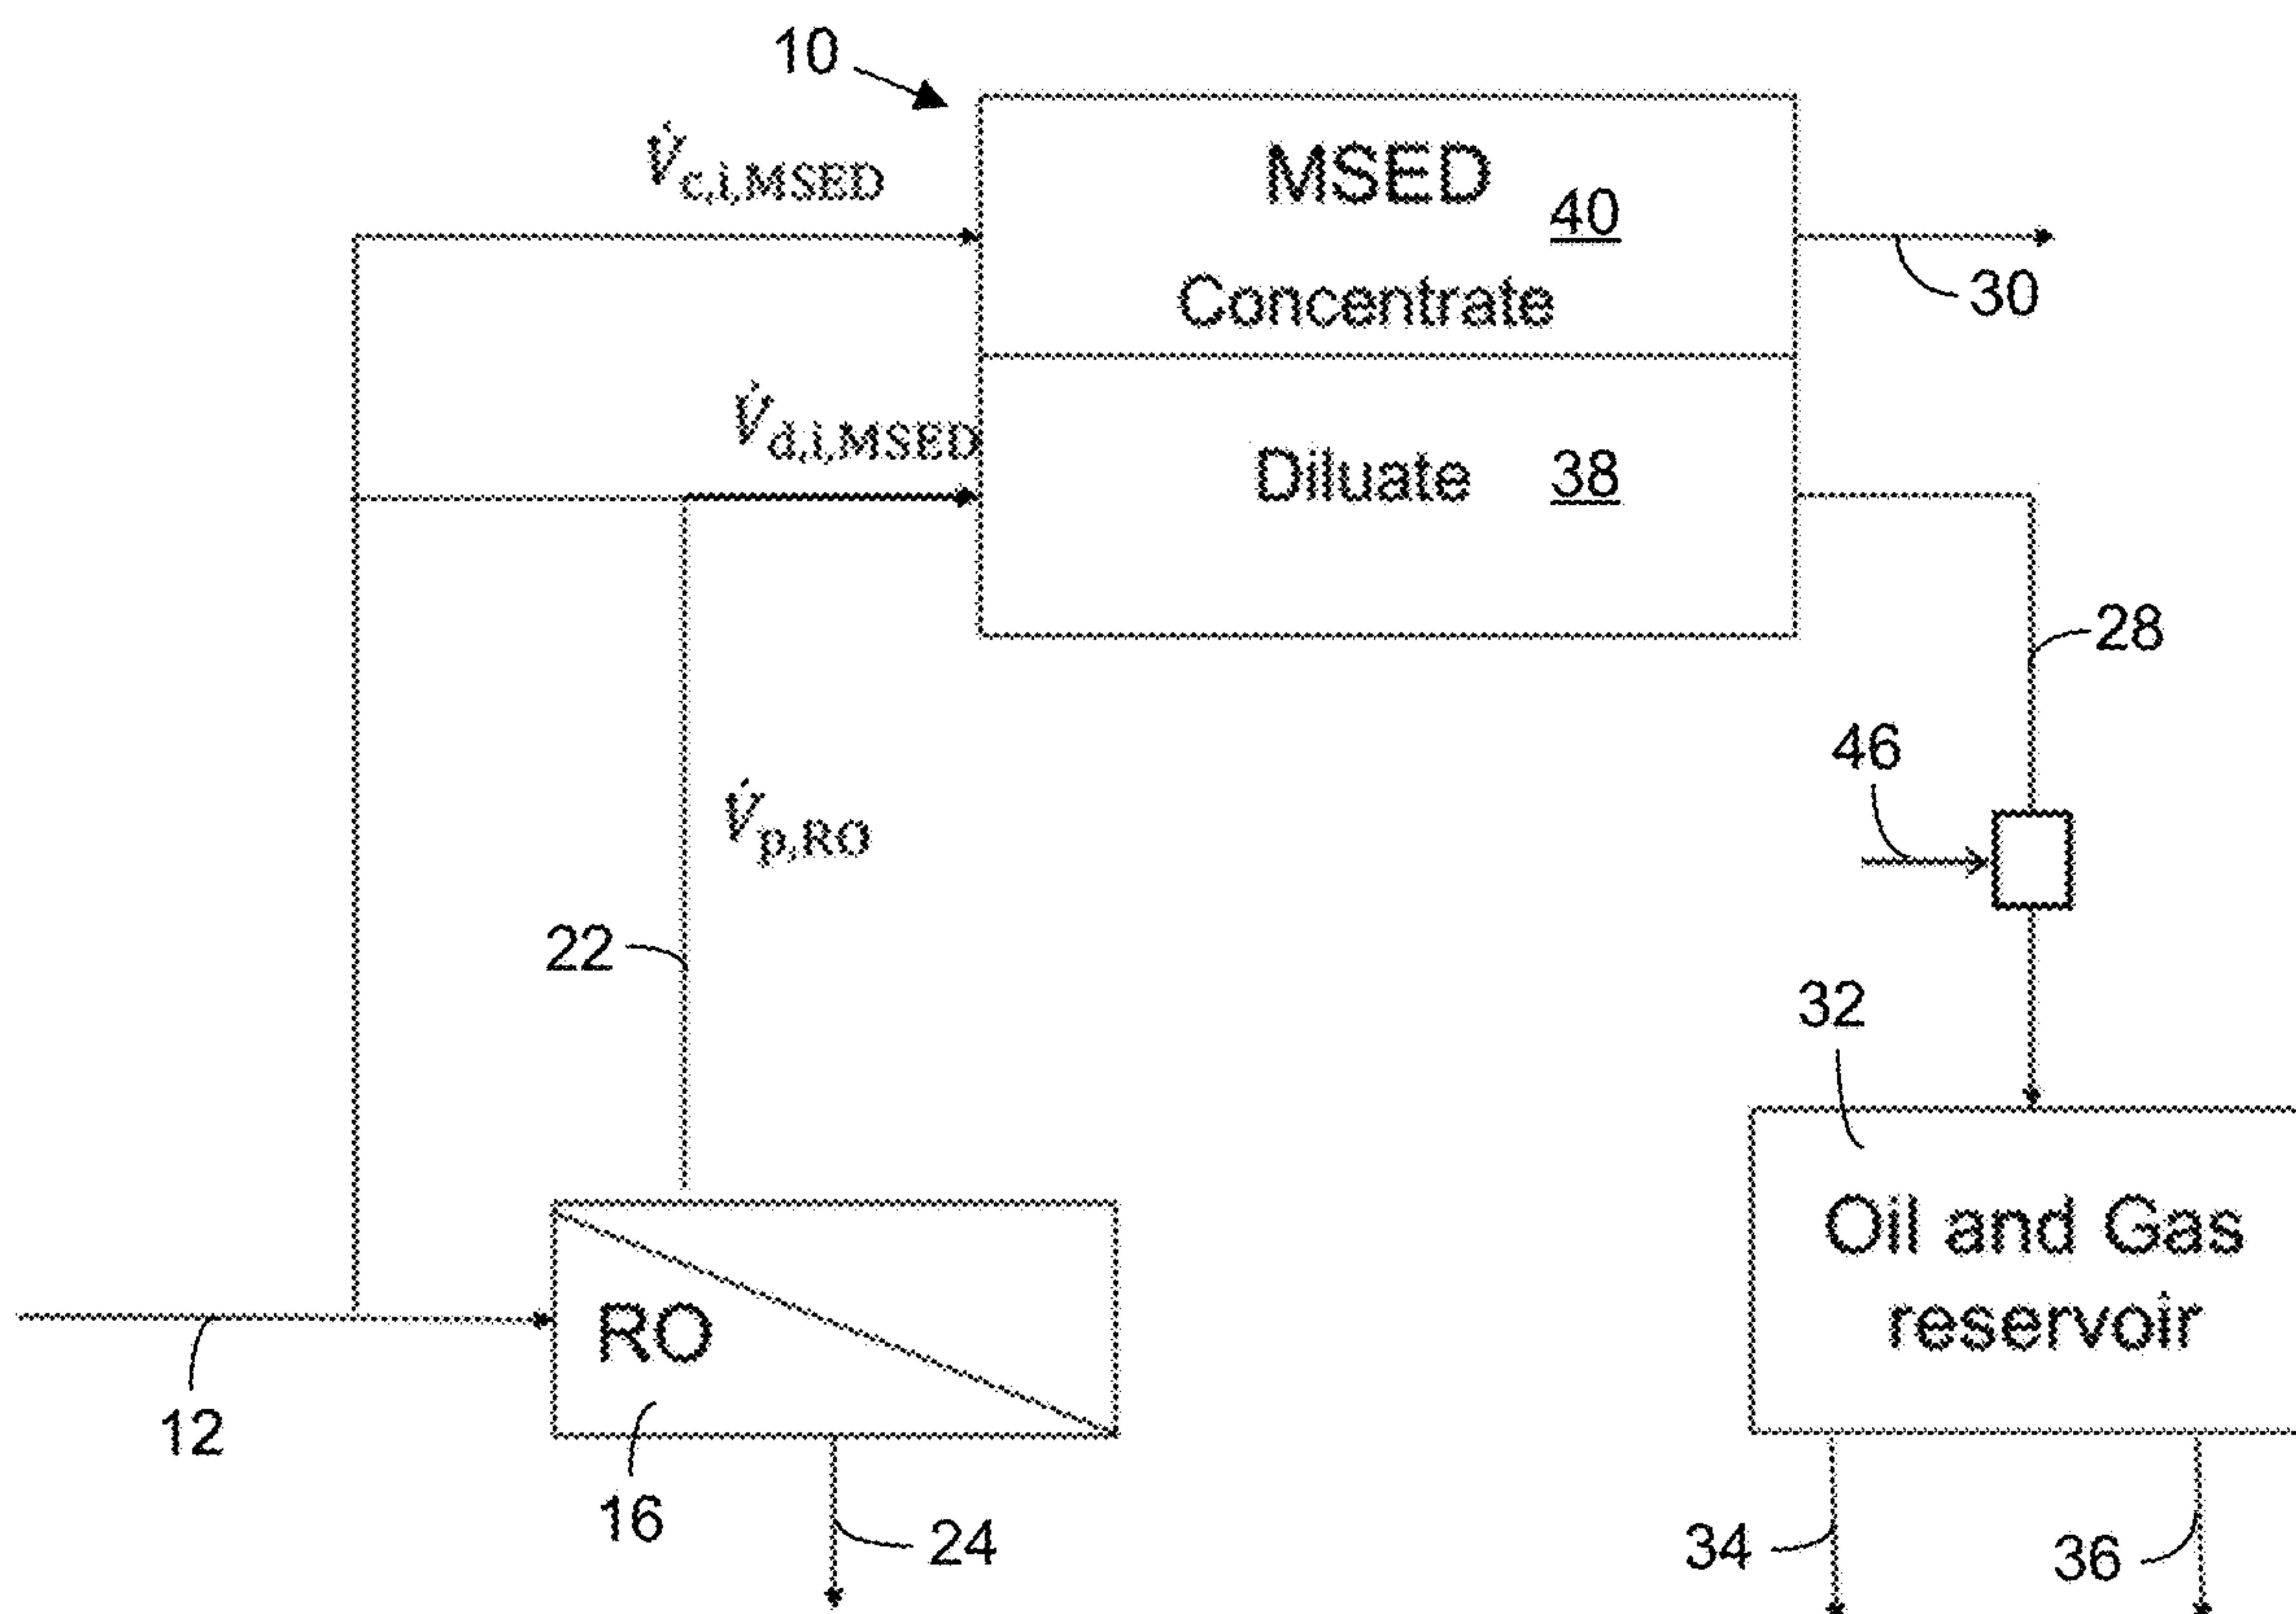 10
V̇c,i,MSED
MSED
40
Concentrate
30
V̇d,i,MSED
Diluate 38
28
46
V̇p,RO
22
32
Oil and Gas
reservoir
RO
12
16
24
34
36